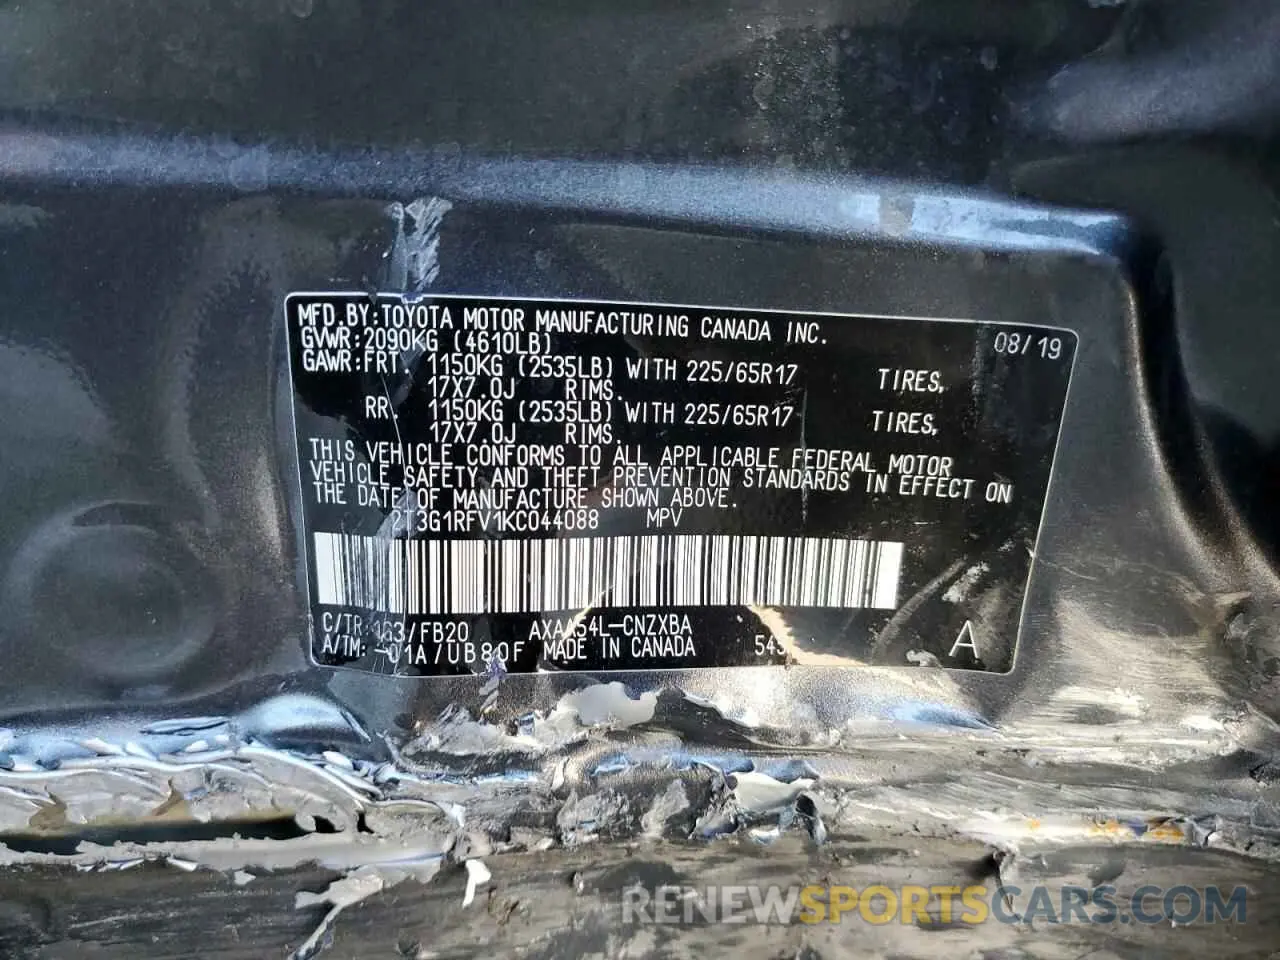 MFD.BY:TOYOTA MOTOR MANUFACTURING CANADA INC. 08/19
GVWR:2090KG (4610LB)
GAWR:FRT. 1150KG (2535LB) WITH 225/65R17 TIRES,
17X7.0J RIMS.
RR. 1150KG (2535LB) WITH 225/65R17 TIRES,
17X7.0J RIMS.
THIS VEHICLE CONFORMS TO ALL APPLICABLE FEDERAL MOTOR
VEHICLE SAFETY AND THEFT PREVENTION STANDARDS IN EFFECT ON
THE DATE OF MANUFACTURE SHOWN ABOVE.
2T3G1RFV1KC044088 MPV
C/TR: /FB20 AXAA54L-CNZXBA
A/TM: MADE IN CANADA A
RENEWSPORTSCARS.COM